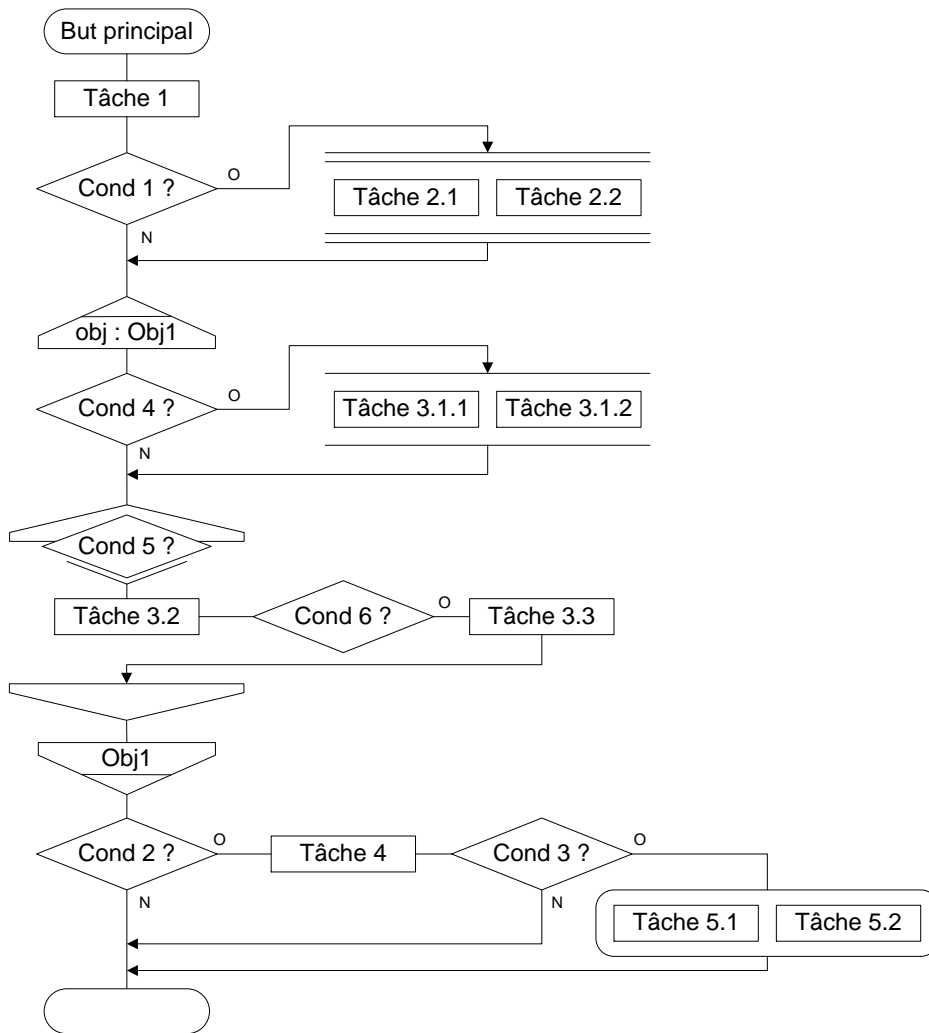 But principal
Tâche 1
Cond 1 ?
O
Tâche 2.1
Tâche 2.2
N
obj : Obj1
Cond 4 ?
O
Tâche 3.1.1
Tâche 3.1.2
N
Cond 5 ?
Tâche 3.2
Cond 6 ?
O
Tâche 3.3
Obj1
Cond 2 ?
O
Tâche 4
Cond 3 ?
O
N
N
Tâche 5.1
Tâche 5.2